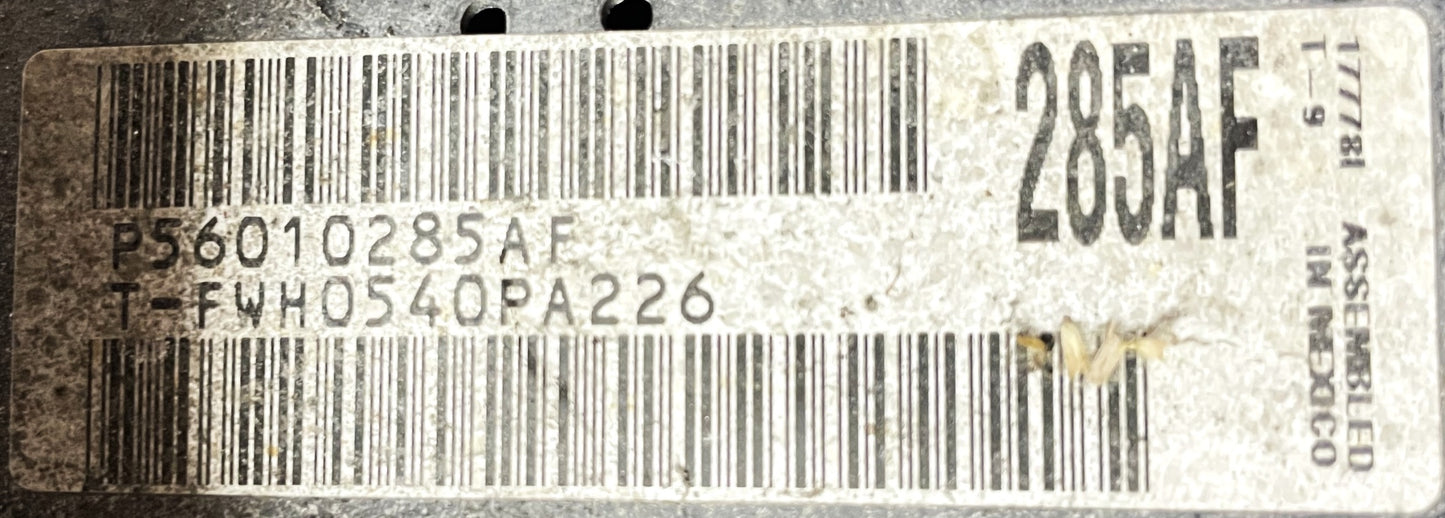 P56010285AF
T-FWH0540PA226
285AF
177781 ASSEMBLED
T-9 IN MEXICO